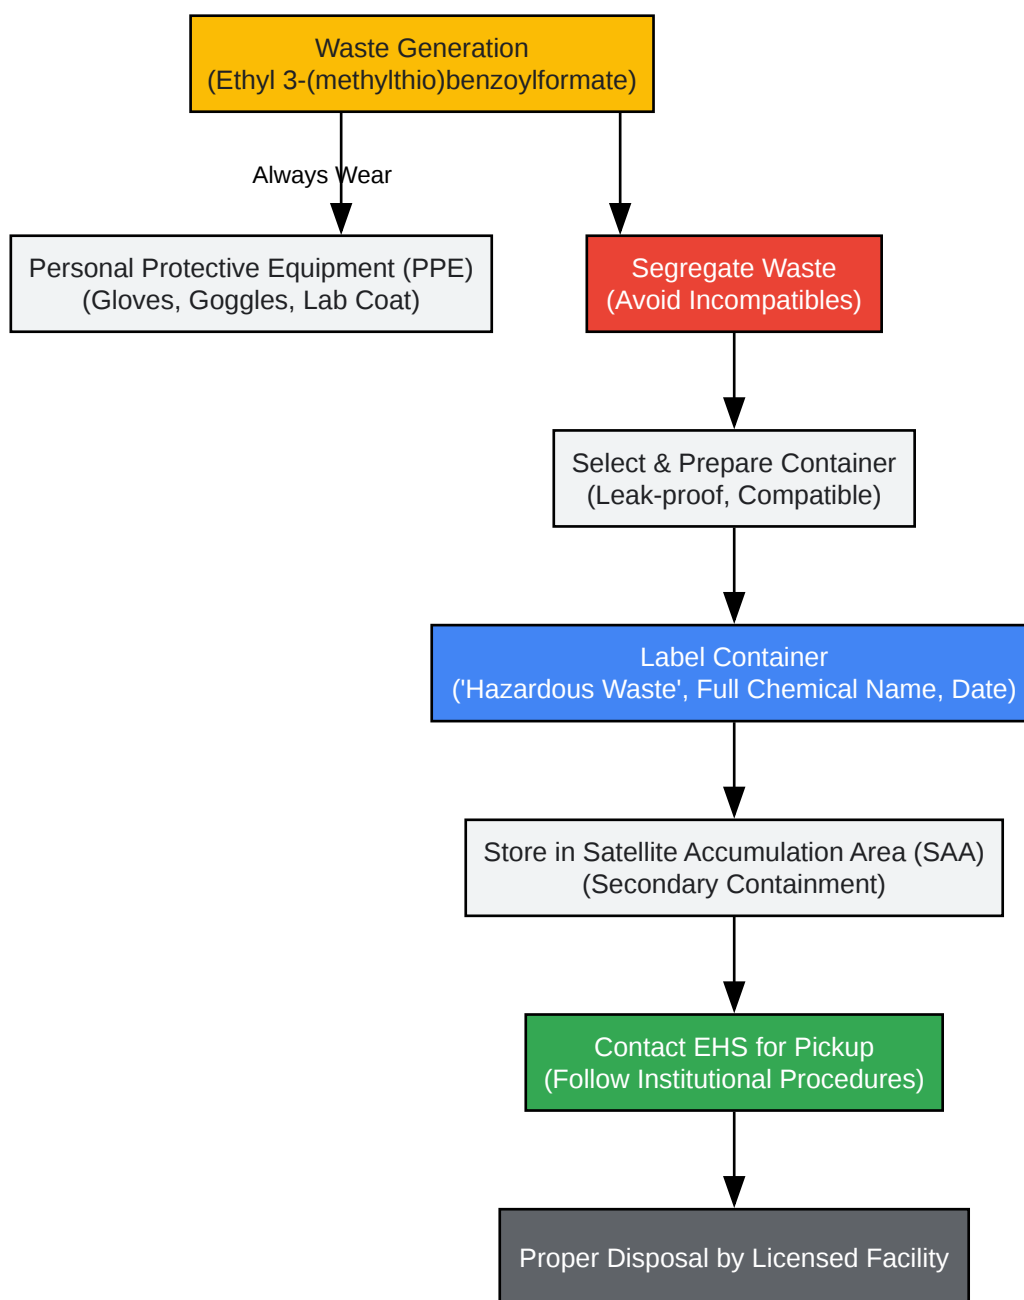 Waste Generation
(Ethyl 3-(methylthio)benzoylformate)
Always Wear
Personal Protective Equipment (PPE)
(Gloves, Goggles, Lab Coat)
Segregate Waste
(Avoid Incompatibles)
Select & Prepare Container
(Leak-proof, Compatible)
Label Container
('Hazardous Waste', Full Chemical Name, Date)
Store in Satellite Accumulation Area (SAA)
(Secondary Containment)
Contact EHS for Pickup
(Follow Institutional Procedures)
Proper Disposal by Licensed Facility